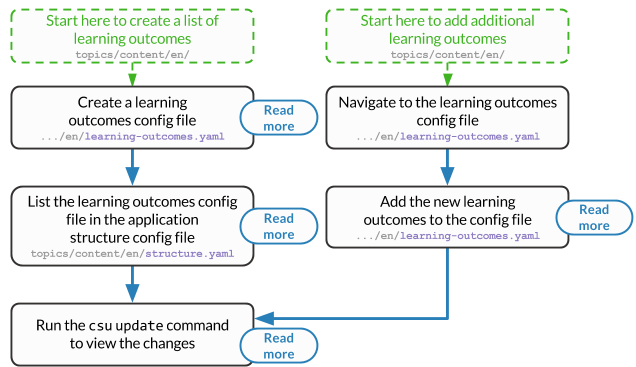 Start here to create a list of
learning outcomes
topics/content/en/
Start here to add additional
learning outcomes
topics/content/en/
Create a learning
outcomes config file
.../en/learning-outcomes.yaml
Read
more
Navigate to the learning outcomes
config file
.../en/learning-outcomes.yaml
List the learning outcomes config
file in the application
structure config file
topics/content/en/structure.yaml
Read
more
Add the new learning
outcomes to the config file
.../en/learning-outcomes.yaml
Read
more
Run the csu update command
to view the changes
Read
more